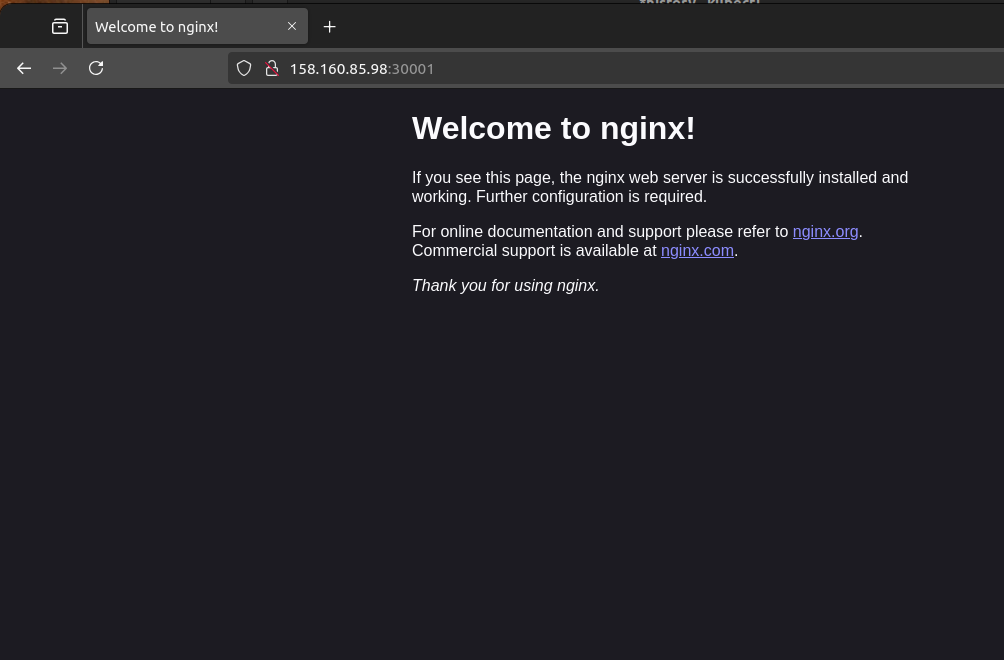 Welcome to nginx!
158.160.85.98:30001
Welcome to nginx!
If you see this page, the nginx web server is successfully installed and
working. Further configuration is required.
For online documentation and support please refer to nginx.org.
Commercial support is available at nginx.com.
Thank you for using nginx.